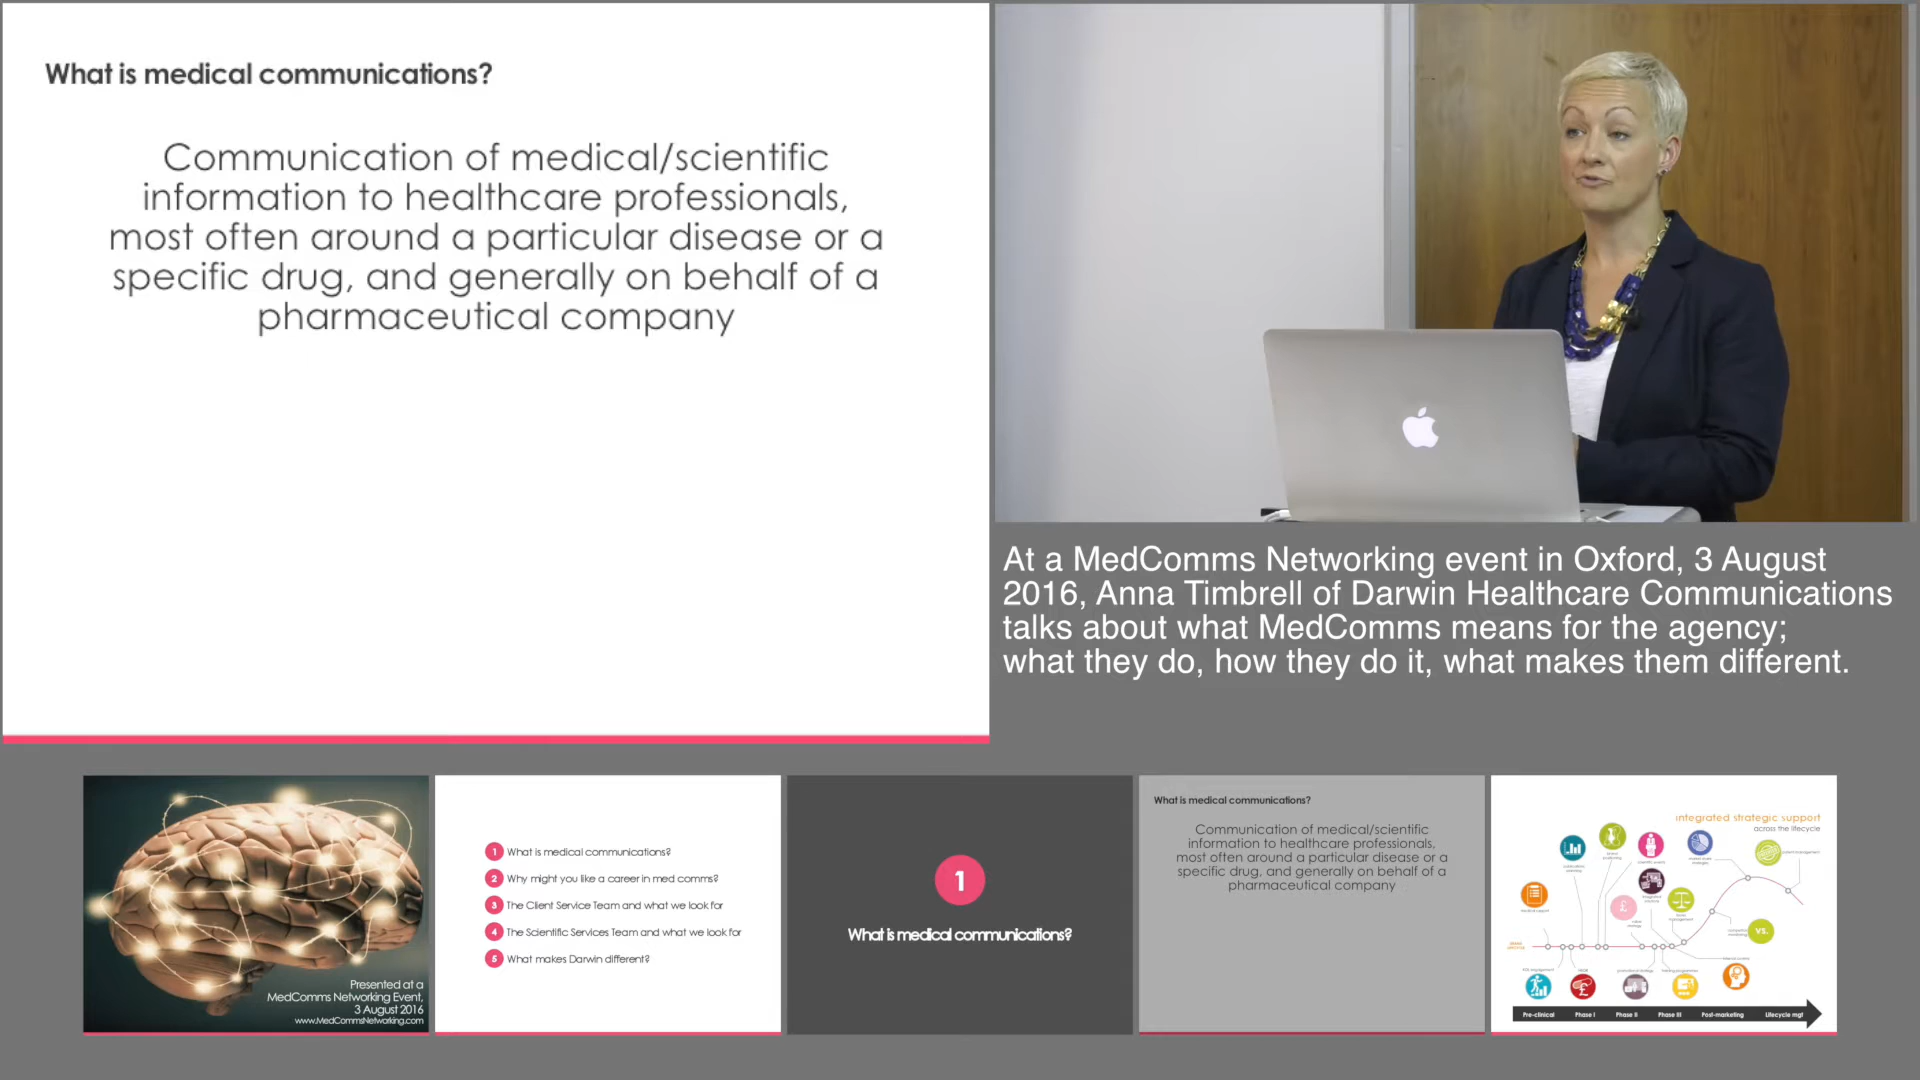 What is medical communications?
Communication of medical/scientific
information to healthcare professionals,
most often around a particular disease or a
specific drug, and generally on behalf of a
pharmaceutical company
At a MedComms Networking event in Oxford, 3 August
2016, Anna Timbrell of Darwin Healthcare Communications
talks about what MedComms means for the agency;
what they do, how they do it, what makes them different.
Presented at a
MedComms Networking Event,
3 August 2016
www.MedCommsNetworking.com
1 What is medical communications?
2 Why might you like a career in med comms?
3 The Client Service Team and what we look for
4 The Scientific Services Team and what we look for
5 What makes Darwin different?
1
What is medical communications?
What is medical communications?
Communication of medical/scientific
information to healthcare professionals,
most often around a particular disease or a
specific drug, and generally on behalf of a
pharmaceutical company
integrated strategic support
across the lifecycle
£
VS.
£
Pre-clinical Phase I Phase II Phase III Post-marketing Lifecycle mgt